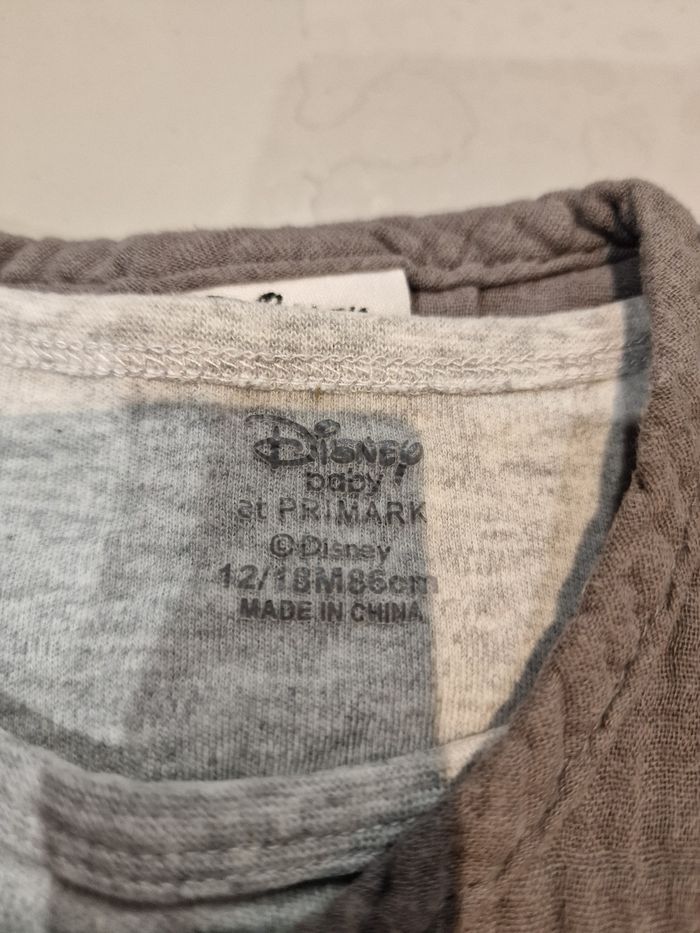 Disney
baby
at PRIMARK
©Disney
12/18M86cm
MADE IN CHINA